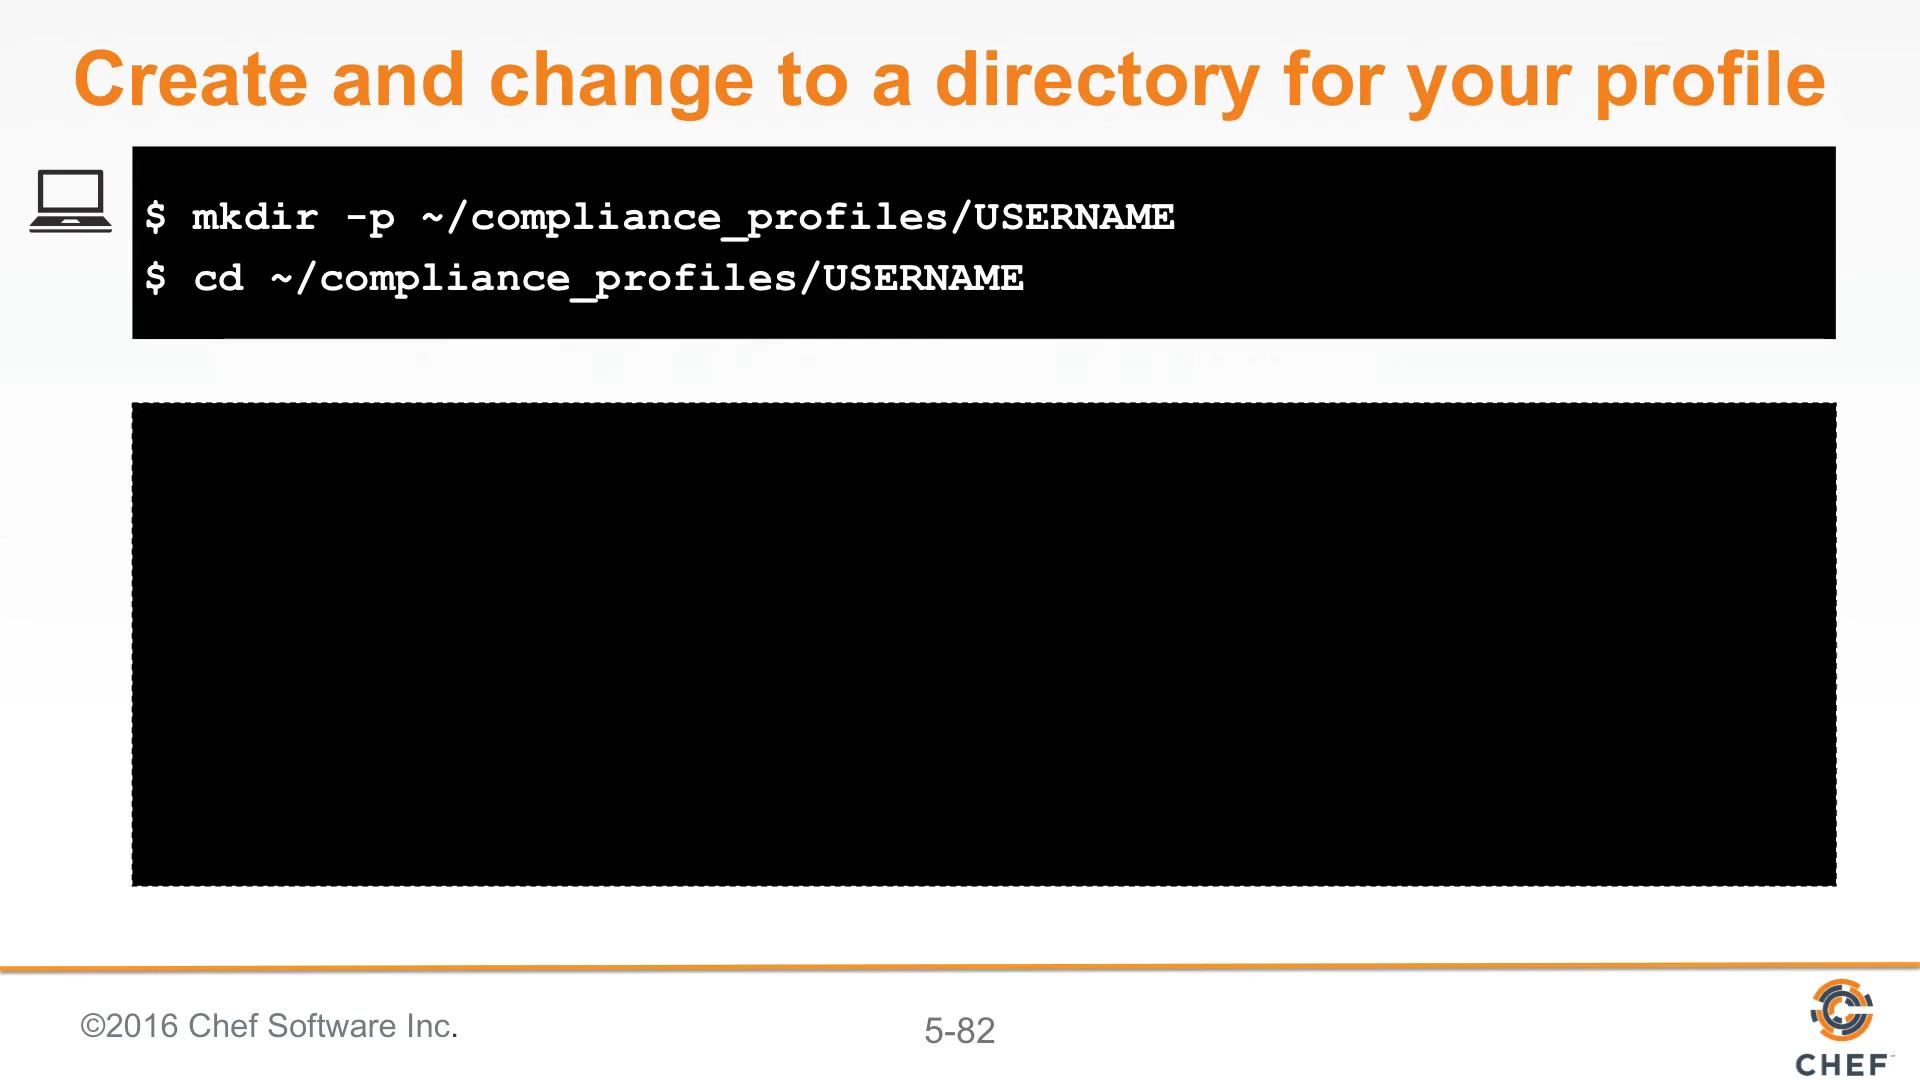 Create and change to a directory for your profile
$ mkdir -p ~/compliance_profiles/USERNAME
$ cd ~/compliance_profiles/USERNAME
©2016 Chef Software Inc.
5-82
CHEF